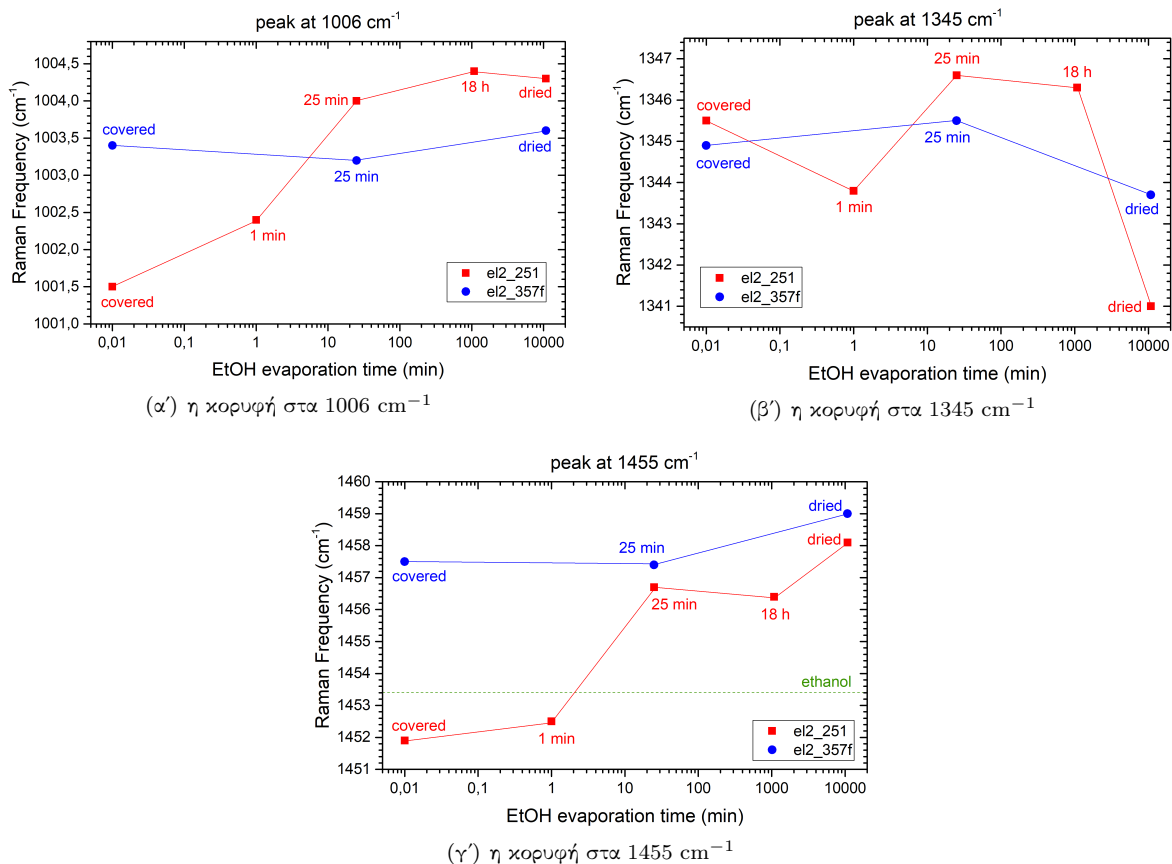 peak at 1006 cm⁻¹
Raman Frequency (cm⁻¹)
1004,5
1004,0
1003,5
1003,0
1002,5
1002,0
1001,5
1001,0
covered
25 min
18 h
dried
covered
25 min
dried
1 min
covered
el2_251
el2_357f
0,01 0,1 1 10 100 1000 10000
EtOH evaporation time (min)
(α′) η κορυφή στα 1006 cm⁻¹
peak at 1345 cm⁻¹
Raman Frequency (cm⁻¹)
1347
1346
1345
1344
1343
1342
1341
25 min
18 h
covered
covered
25 min
1 min
dried
dried
el2_251
el2_357f
0,01 0,1 1 10 100 1000 10000
EtOH evaporation time (min)
(β′) η κορυφή στα 1345 cm⁻¹
peak at 1455 cm⁻¹
Raman Frequency (cm⁻¹)
1460
1459
1458
1457
1456
1455
1454
1453
1452
1451
dried
25 min
dried
covered
25 min
18 h
ethanol
covered
1 min
el2_251
el2_357f
0,01 0,1 1 10 100 1000 10000
EtOH evaporation time (min)
(γ′) η κορυφή στα 1455 cm⁻¹